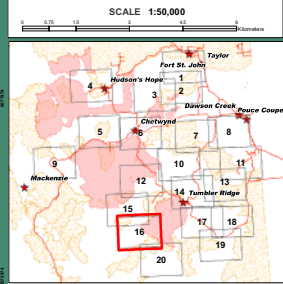 SCALE 1:50,000
0 0.75 1.5 3 4.5 6
Kilometers
Taylor
Fort St. John
Hudson's Hope
1
4
2
3
Dawson Creek
Pouce Coupe
Chetwynd
5
6
7
8
9
10
11
Mackenzie
12
13
14
Tumbler Ridge
15
16
17
18
19
20